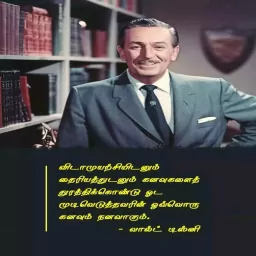 விடாமுயற்சியிடனும்
தைரியத்துடனும் கனவுகளைத்
துரத்திக்கொண்டு ஓட
முடிவெடுத்தவரின் ஒவ்வொரு
கனவும் நனவாகும்.
- வால்ட் டிஸ்னி